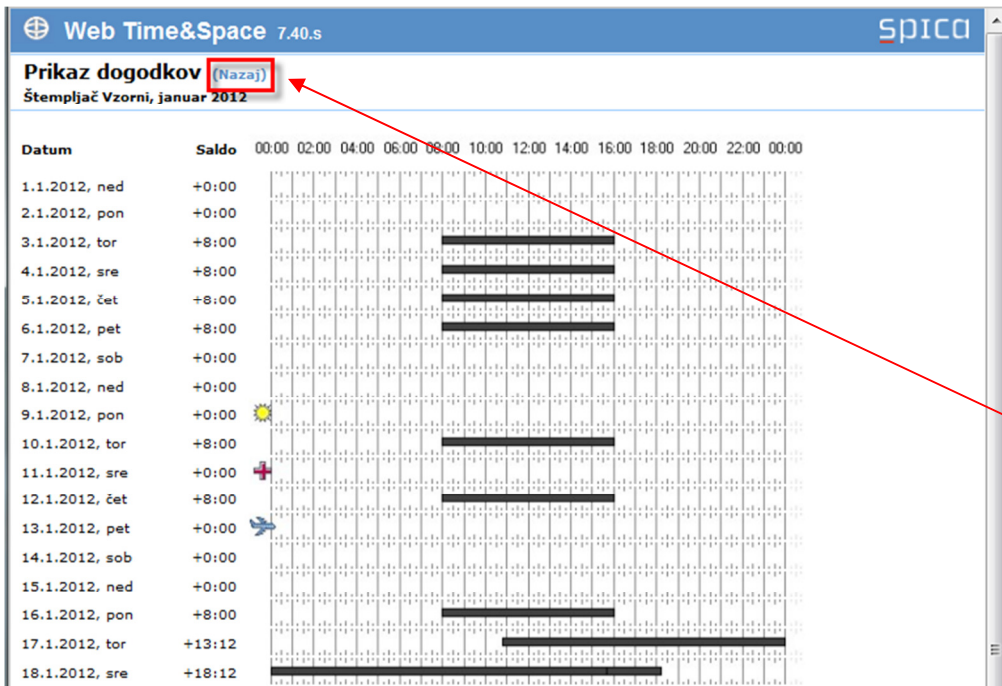 Web Time&Space 7.40.s
spica
Prikaz dogodkov (Nazaj)
Štempljač Vzorni, januar 2012
Datum Saldo 00:00 02:00 04:00 06:00 08:00 10:00 12:00 14:00 16:00 18:00 20:00 22:00 00:00
1.1.2012, ned +0:00
2.1.2012, pon +0:00
3.1.2012, tor +8:00
4.1.2012, sre +8:00
5.1.2012, čet +8:00
6.1.2012, pet +8:00
7.1.2012, sob +0:00
8.1.2012, ned +0:00
9.1.2012, pon +0:00
10.1.2012, tor +8:00
11.1.2012, sre +0:00
12.1.2012, čet +8:00
13.1.2012, pet +0:00
14.1.2012, sob +0:00
15.1.2012, ned +0:00
16.1.2012, pon +8:00
17.1.2012, tor +13:12
18.1.2012, sre +18:12